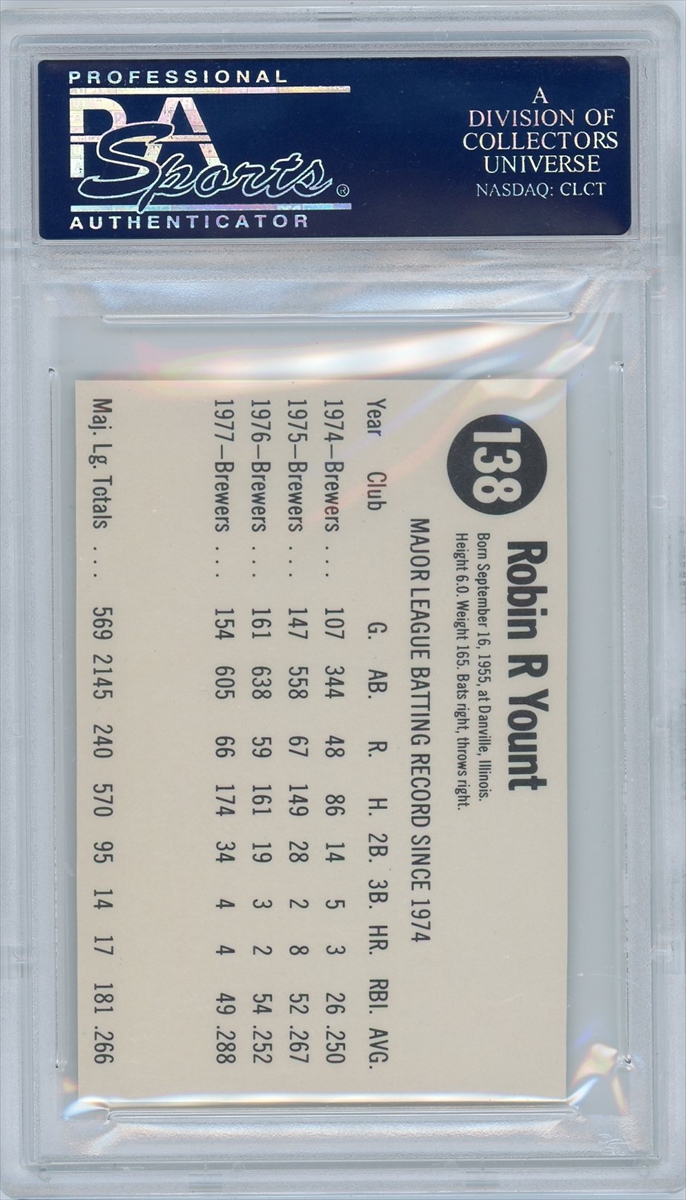 PROFESSIONAL
PSA
Sports®
AUTHENTICATOR
A
DIVISION OF
COLLECTORS
UNIVERSE
NASDAQ: CLCT
138
Robin R Yount
Born September 16, 1955, at Danville, Illinois.
Height 6.0. Weight 165. Bats right, throws right.
MAJOR LEAGUE BATTING RECORD SINCE 1974
Year Club G. AB. R. H. 2B. 3B. HR. RBI. AVG.
1974—Brewers .... 107 344 48 86 14 5 3 26 .250
1975—Brewers .... 147 558 67 149 28 2 8 52 .267
1976—Brewers .... 161 638 59 161 19 3 2 54 .252
1977—Brewers .... 154 605 66 174 34 4 4 49 .288
Maj. Lg. Totals .... 569 2145 240 570 95 14 17 181 .266